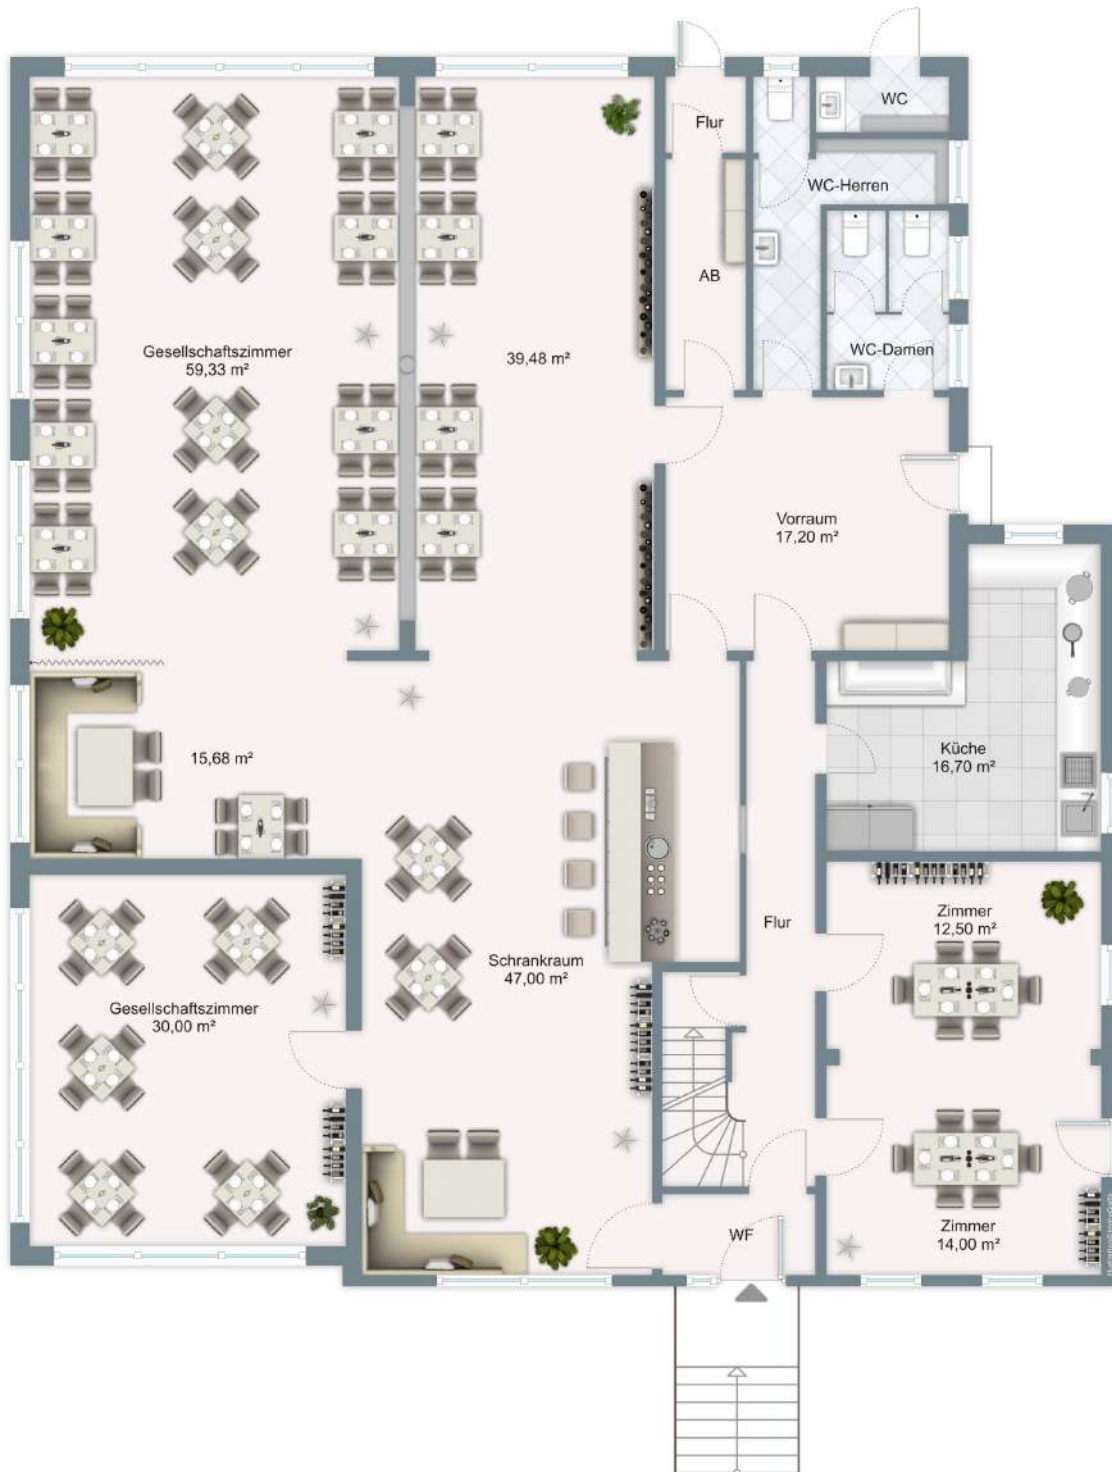 WC
Flur
WC-Herren
AB
Gesellschaftszimmer
59,33 m²
39,48 m²
WC-Damen
Vorraum
17,20 m²
15,68 m²
Küche
16,70 m²
Zimmer
12,50 m²
Flur
Schrankraum
47,00 m²
Gesellschaftszimmer
30,00 m²
WF
Zimmer
14,00 m²